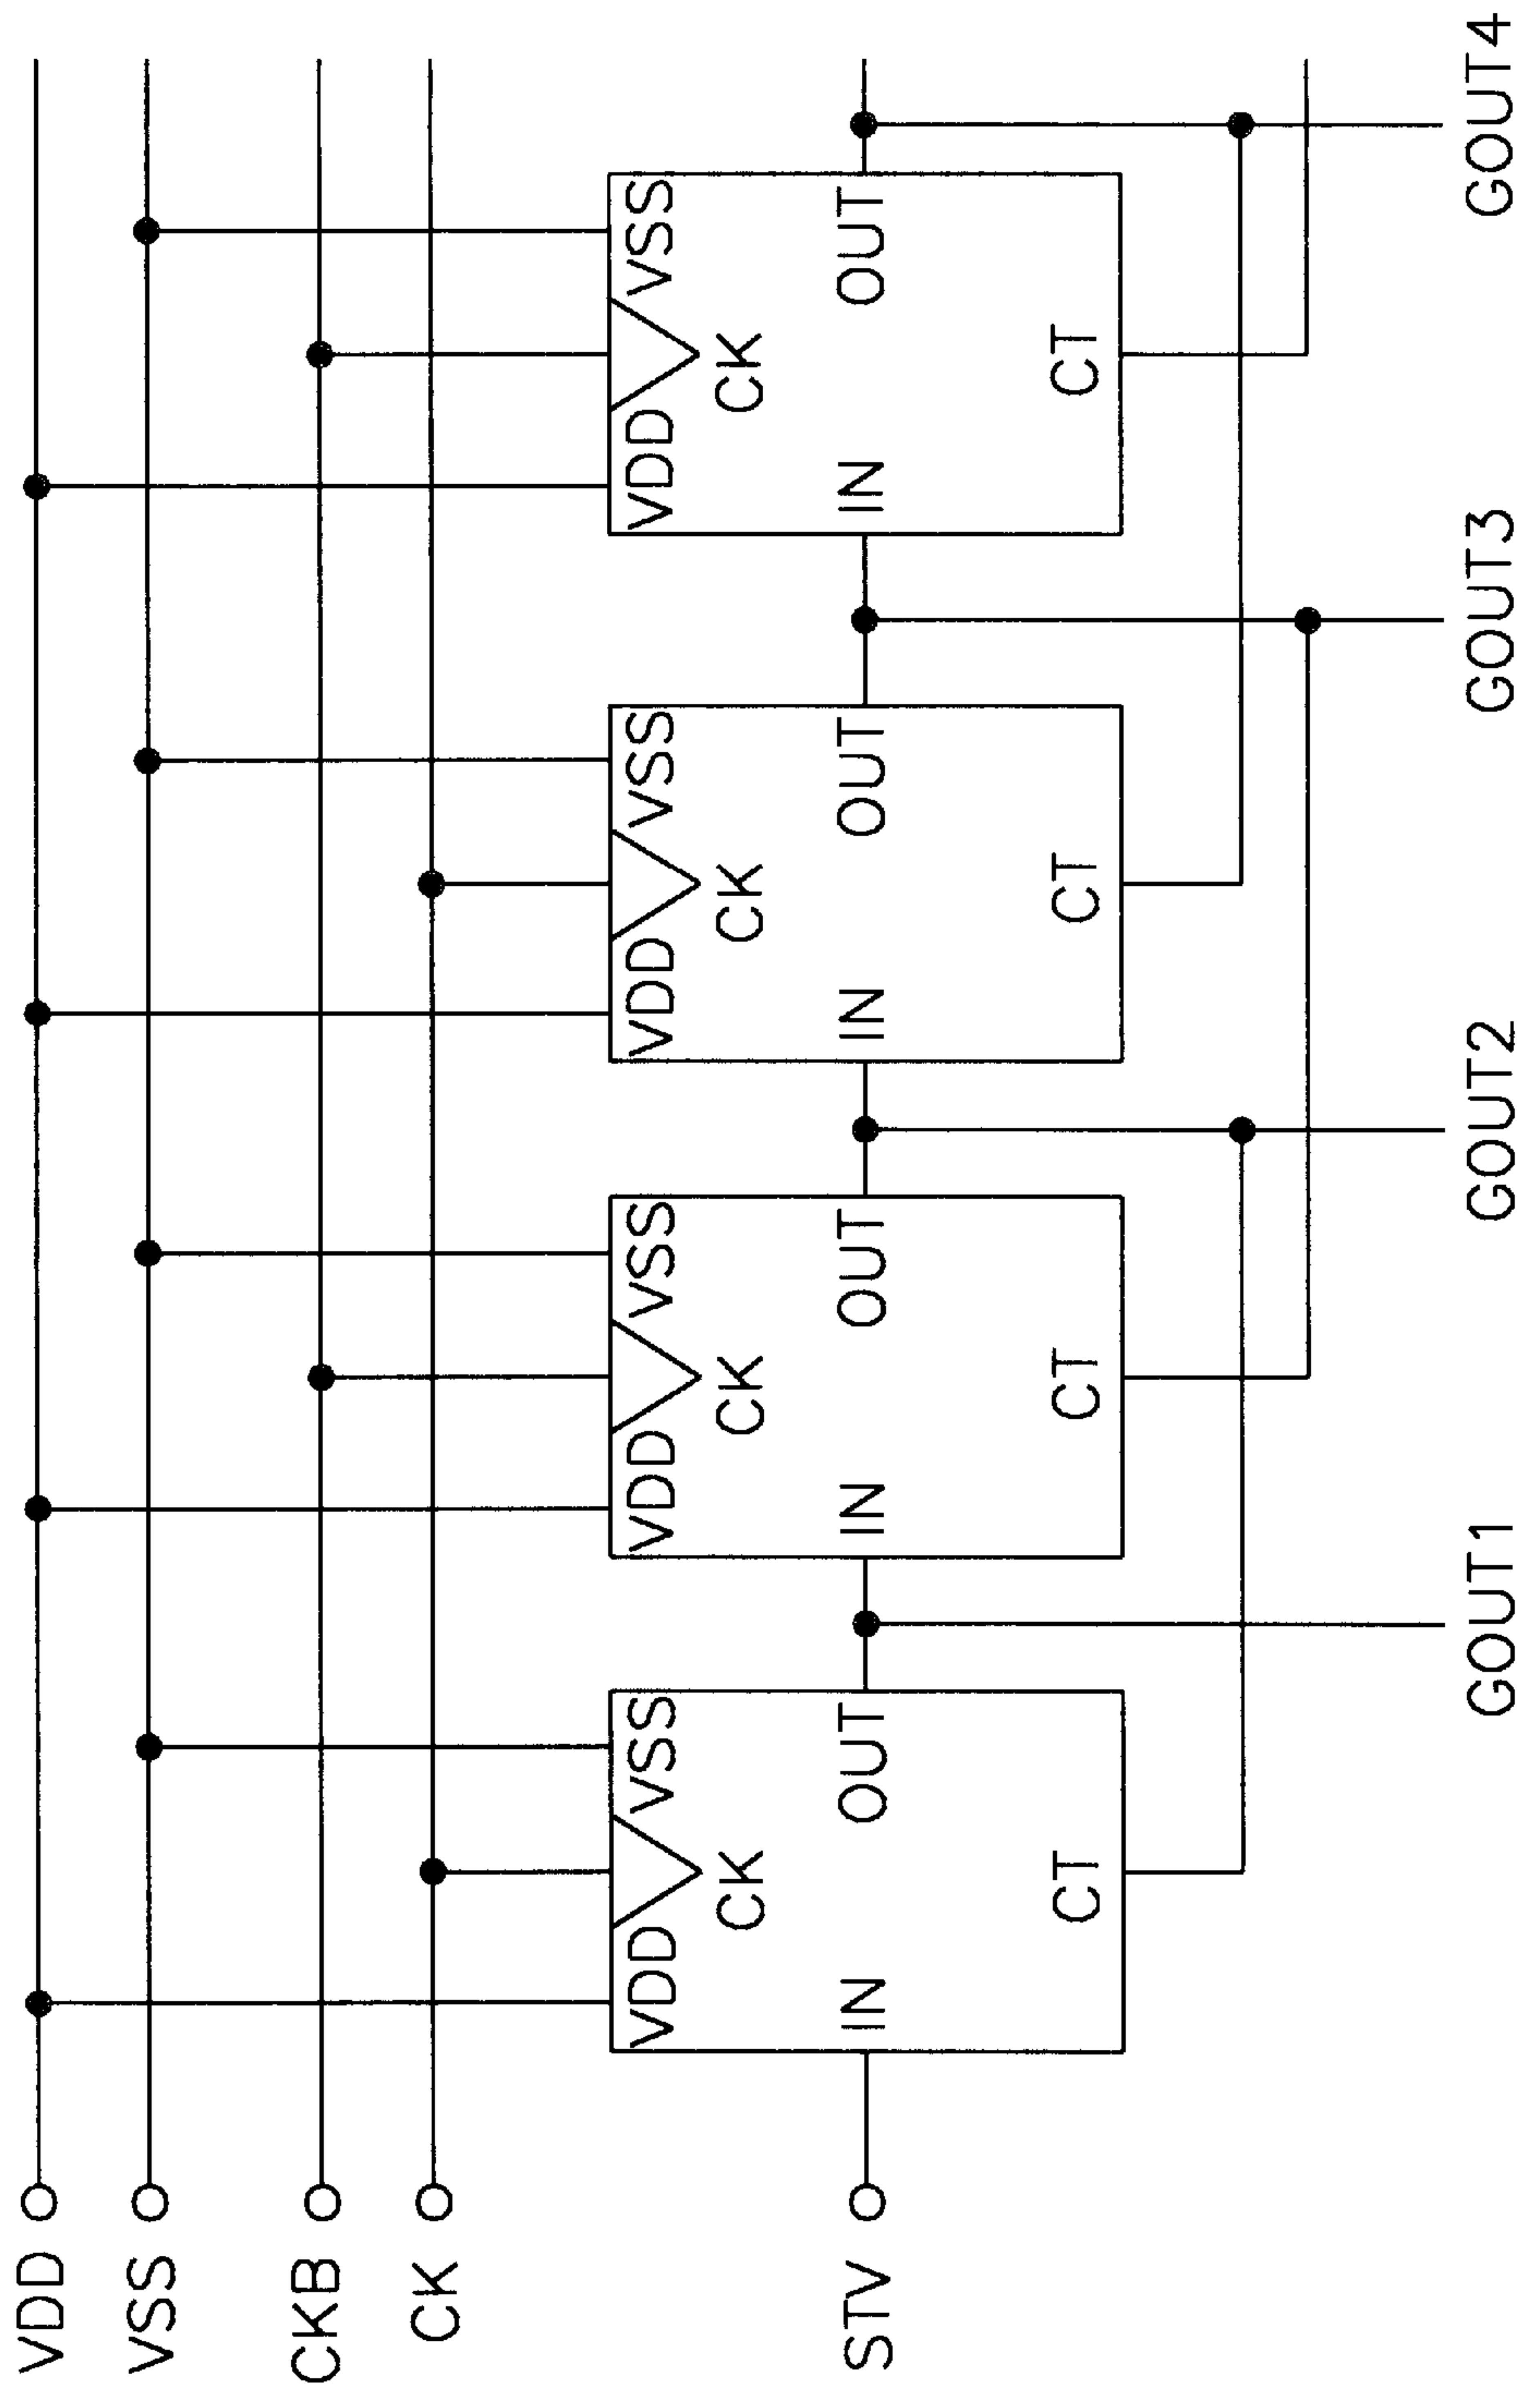 VDD
VSS
CKB
CK
STV
VDD
CK
VSS
IN
OUT
CT
VDD
CK
VSS
IN
OUT
CT
VDD
CK
VSS
IN
OUT
CT
VDD
CK
VSS
IN
OUT
CT
GOUT1
GOUT2
GOUT3
GOUT4